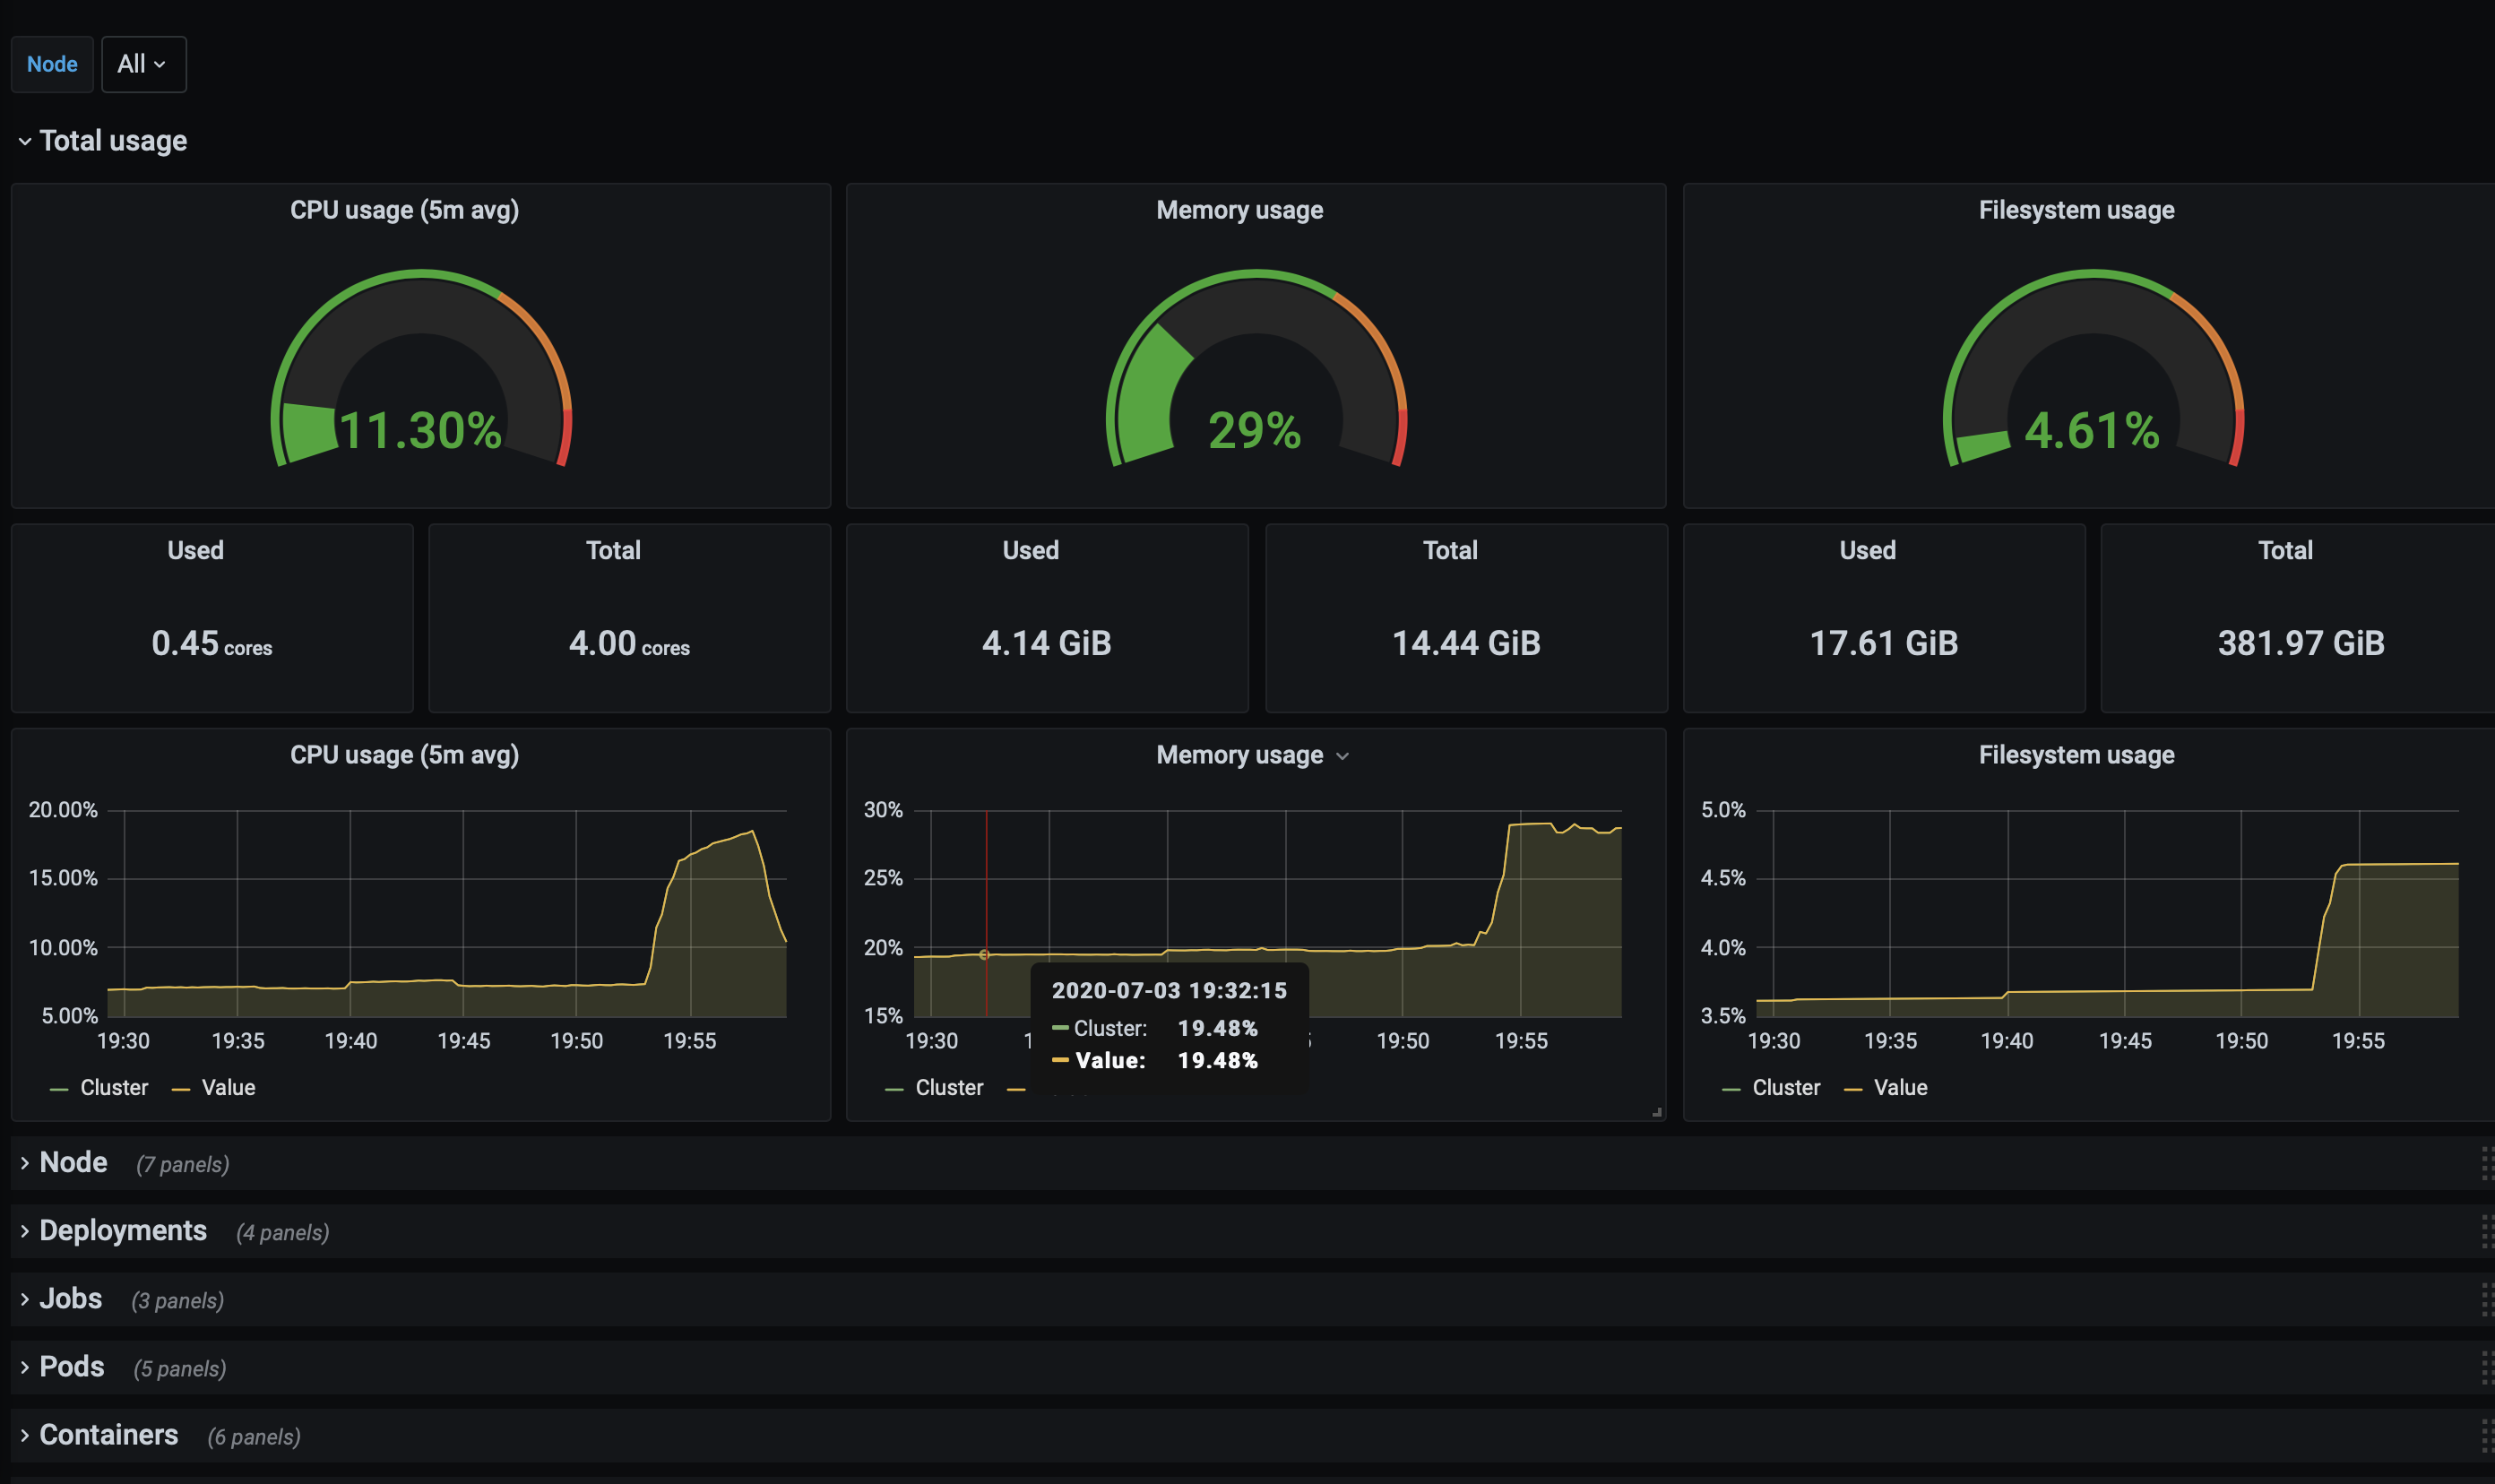 Node All
Total usage
CPU usage (5m avg)
11.30%
Memory usage
29%
Filesystem usage
4.61%
Used
0.45 cores
Total
4.00 cores
Used
4.14 GiB
Total
14.44 GiB
Used
17.61 GiB
Total
381.97 GiB
CPU usage (5m avg)
20.00%
15.00%
10.00%
5.00%
19:30 19:35 19:40 19:45 19:50 19:55
Cluster Value
Memory usage
30%
25%
20%
15%
19:30 19:50 19:55
Cluster
2020-07-03 19:32:15
Cluster: 19.48%
Value: 19.48%
Filesystem usage
5.0%
4.5%
4.0%
3.5%
19:30 19:35 19:40 19:45 19:50 19:55
Cluster Value
Node (7 panels)
Deployments (4 panels)
Jobs (3 panels)
Pods (5 panels)
Containers (6 panels)